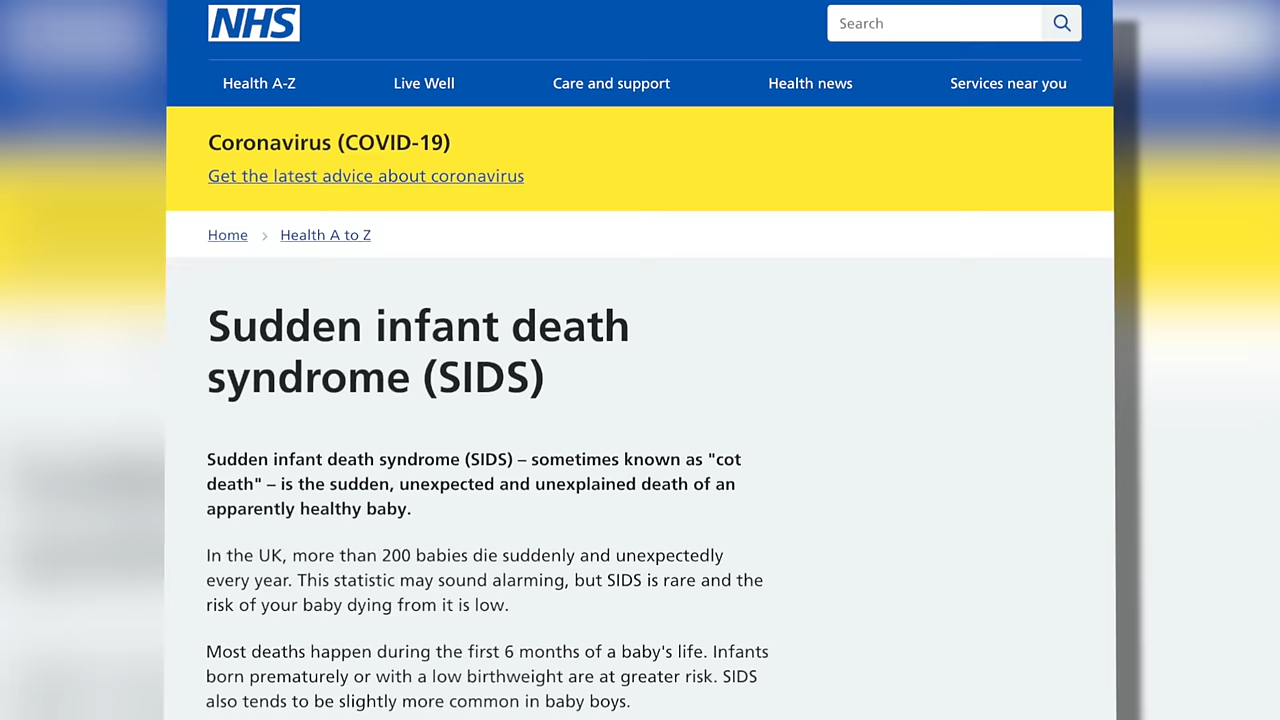 NHS
Search
Health A-Z
Live Well
Care and support
Health news
Services near you
Coronavirus (COVID-19)
Get the latest advice about coronavirus
Home > Health A to Z
Sudden infant death
syndrome (SIDS)
Sudden infant death syndrome (SIDS) – sometimes known as "cot
death" – is the sudden, unexpected and unexplained death of an
apparently healthy baby.
In the UK, more than 200 babies die suddenly and unexpectedly
every year. This statistic may sound alarming, but SIDS is rare and the
risk of your baby dying from it is low.
Most deaths happen during the first 6 months of a baby's life. Infants
born prematurely or with a low birthweight are at greater risk. SIDS
also tends to be slightly more common in baby boys.